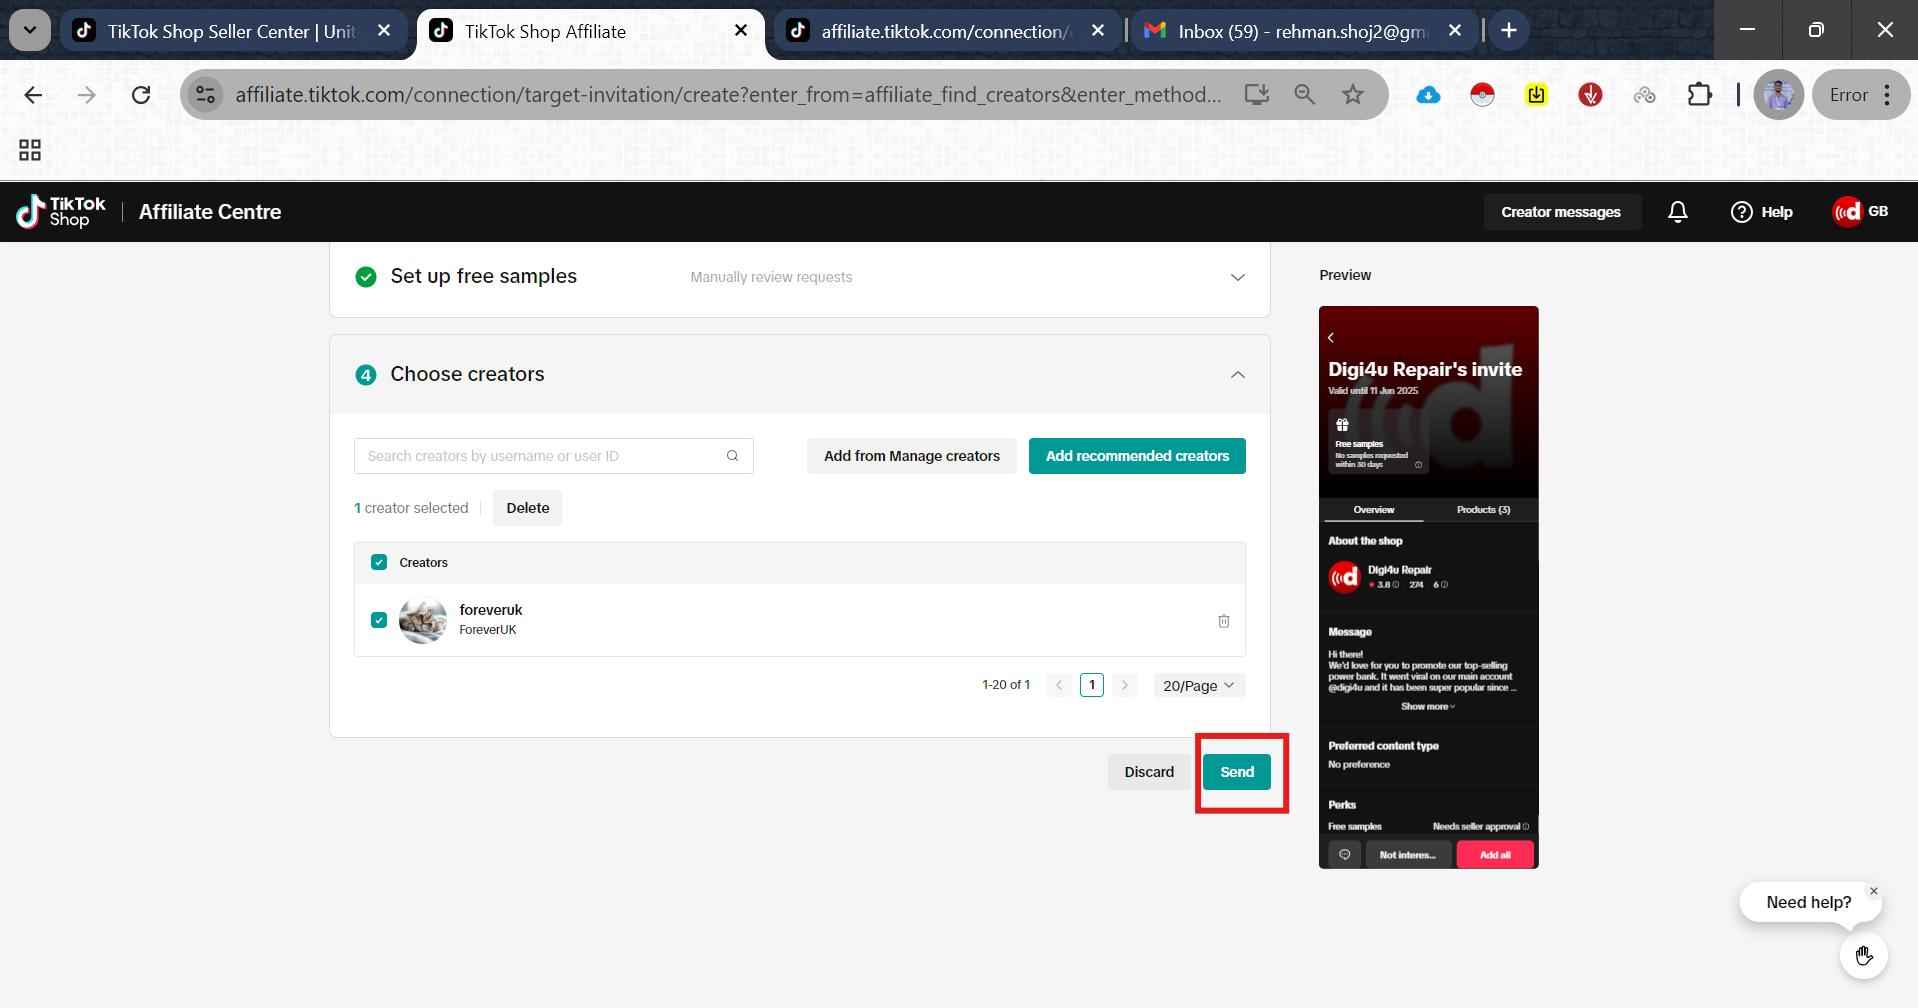 TikTok Shop Seller Center | Unit
TikTok Shop Affiliate
affiliate.tiktok.com/connection/
Inbox (59) - rehman.shoj2@gm
affiliate.tiktok.com/connection/target-invitation/create?enter_from=affiliate_find_creators&enter_method...
Error
TikTok Shop
Affiliate Centre
Creator messages
Help
GB
Set up free samples
Manually review requests
4 Choose creators
Search creators by username or user ID
Add from Manage creators
Add recommended creators
1 creator selected
Delete
Creators
foreveruk
ForeverUK
1-20 of 1
1
20/Page
Discard
Send
Preview
Digi4u Repair's invite
Valid until 11 Jun 2025
Free samples
No samples requested
within 30 days
Overview
Products (3)
About the shop
Digi4u Repair
3.8 274 6
Message
Hi there!
We'd love for you to promote our top-selling
power bank. It went viral on our main account
@digi4u and it has been super popular since ...
Show more
Preferred content type
No preference
Perks
Free samples
Needs seller approval
Not interes...
Add all
Need help?